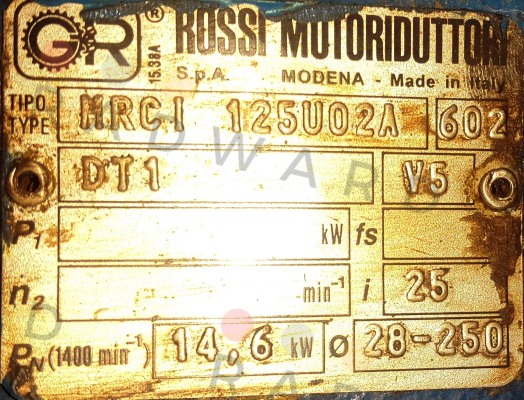 GR ® ROSSI MOTORIDUTTORI
15.38A S.p.A. MODENA - Made in Italy
TIPO TYPE MRCI 125U02A 602
DT1 V5
P1 kW fs
n2 min⁻¹ i 25
PN (1400 min⁻¹) 14,6 kW Ø 28-250